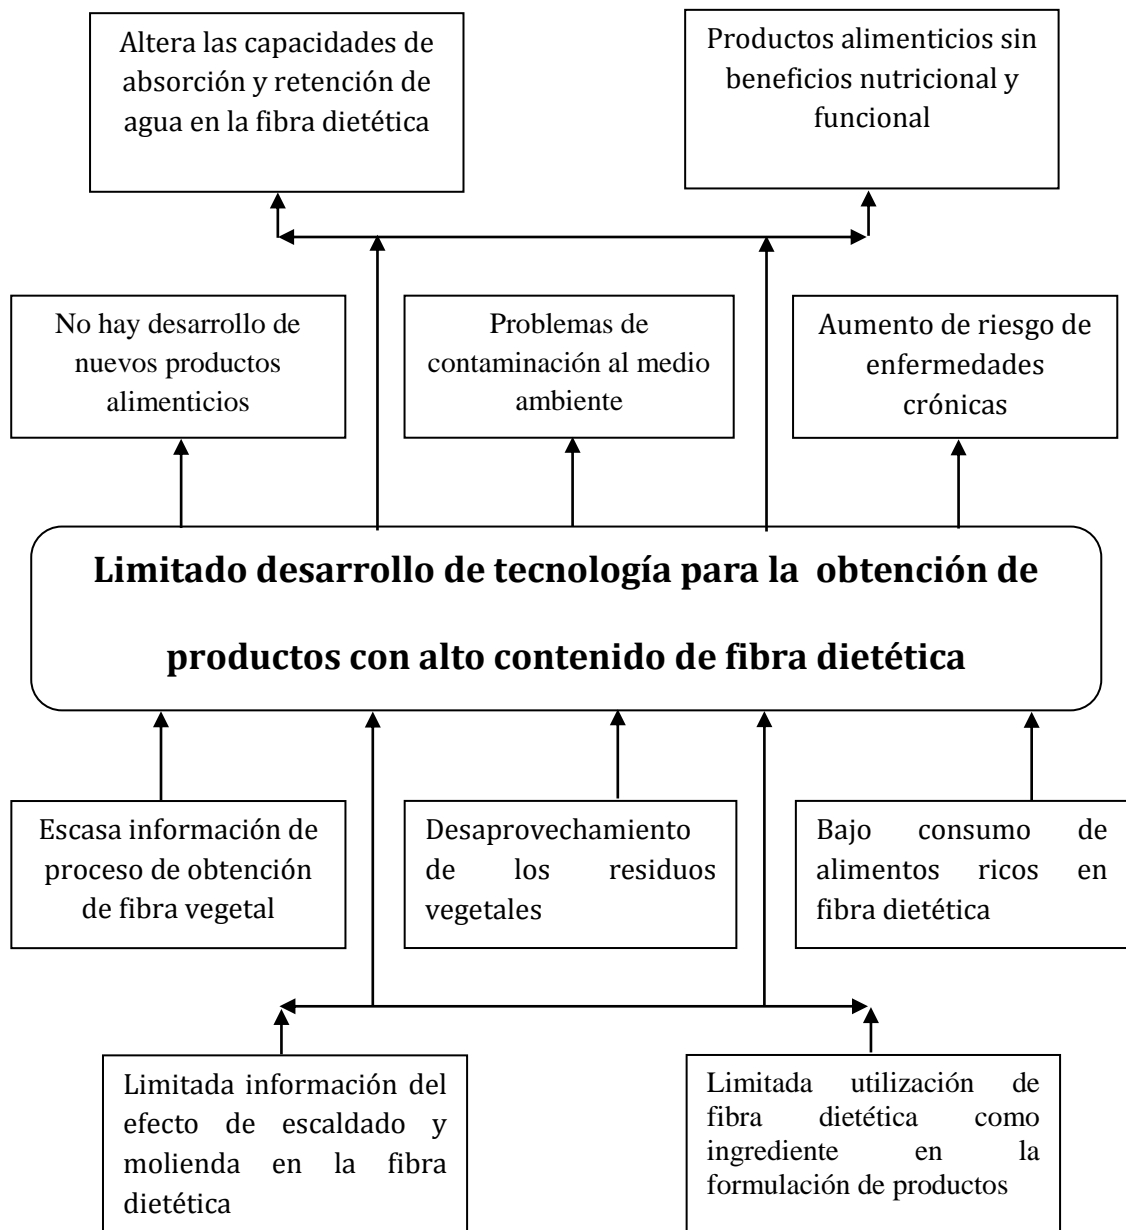 Altera las capacidades de
absorción y retención de
agua en la fibra dietética
Productos alimenticios sin
beneficios nutricional y
funcional
No hay desarrollo de
nuevos productos
alimenticios
Problemas de
contaminación al medio
ambiente
Aumento de riesgo de
enfermedades
crónicas
Limitado desarrollo de tecnología para la obtención de
productos con alto contenido de fibra dietética
Escasa información de
proceso de obtención
de fibra vegetal
Desaprovechamiento
de los residuos
vegetales
Bajo consumo de
alimentos ricos en
fibra dietética
Limitada información del
efecto de escaldado y
molienda en la fibra
dietética
Limitada utilización de
fibra dietética como
ingrediente en la
formulación de productos